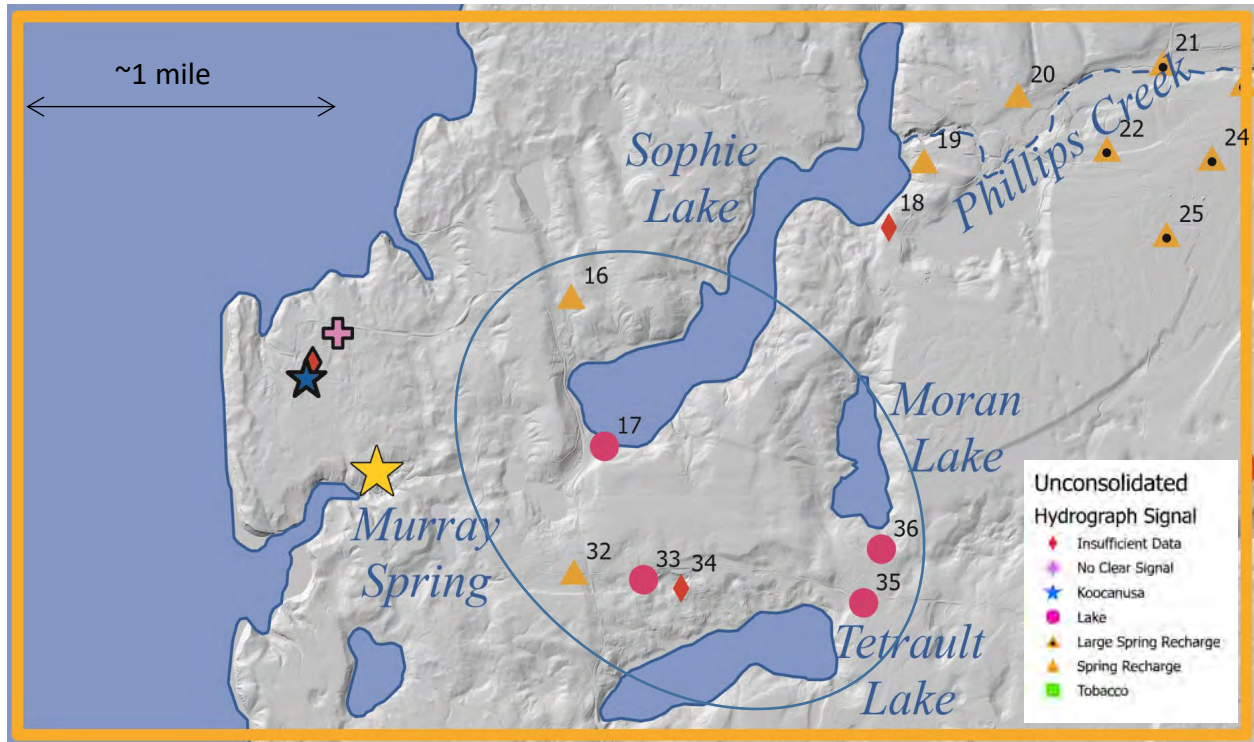 ~1 mile
21
20
Phillips Creek
22
24
Sophie
Lake
19
18
25
16
Moran
Lake
17
Murray
Spring
36
32
33
34
35
Tetrault
Lake
Unconsolidated
Hydrograph Signal
Insufficient Data
No Clear Signal
Koocanusa
Lake
Large Spring Recharge
Spring Recharge
Tobacco